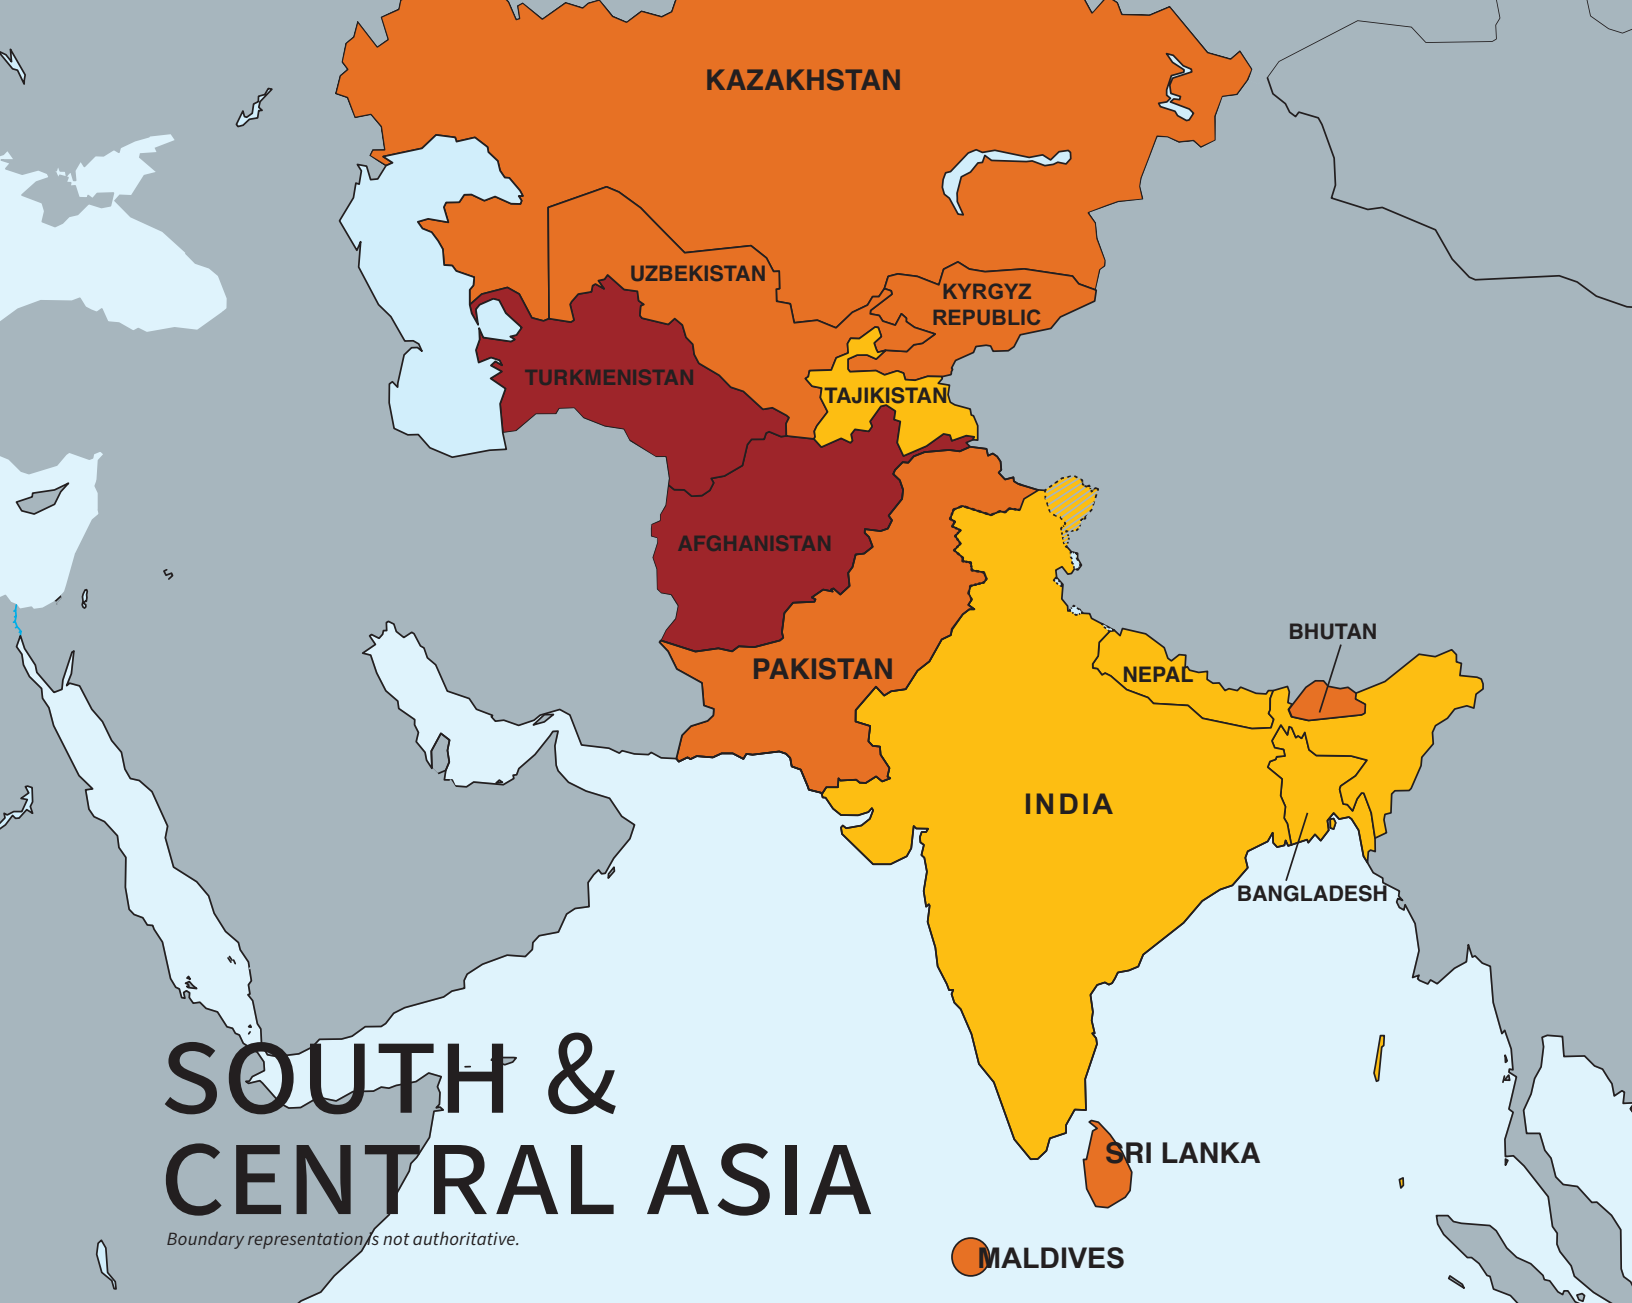 KAZAKHSTAN
UZBEKISTAN
KYRGYZ
REPUBLIC
TURKMENISTAN
TAJIKISTAN
AFGHANISTAN
PAKISTAN
NEPAL
BHUTAN
INDIA
BANGLADESH
SOUTH &
CENTRAL ASIA
Boundary representation is not authoritative.
SRI LANKA
MALDIVES